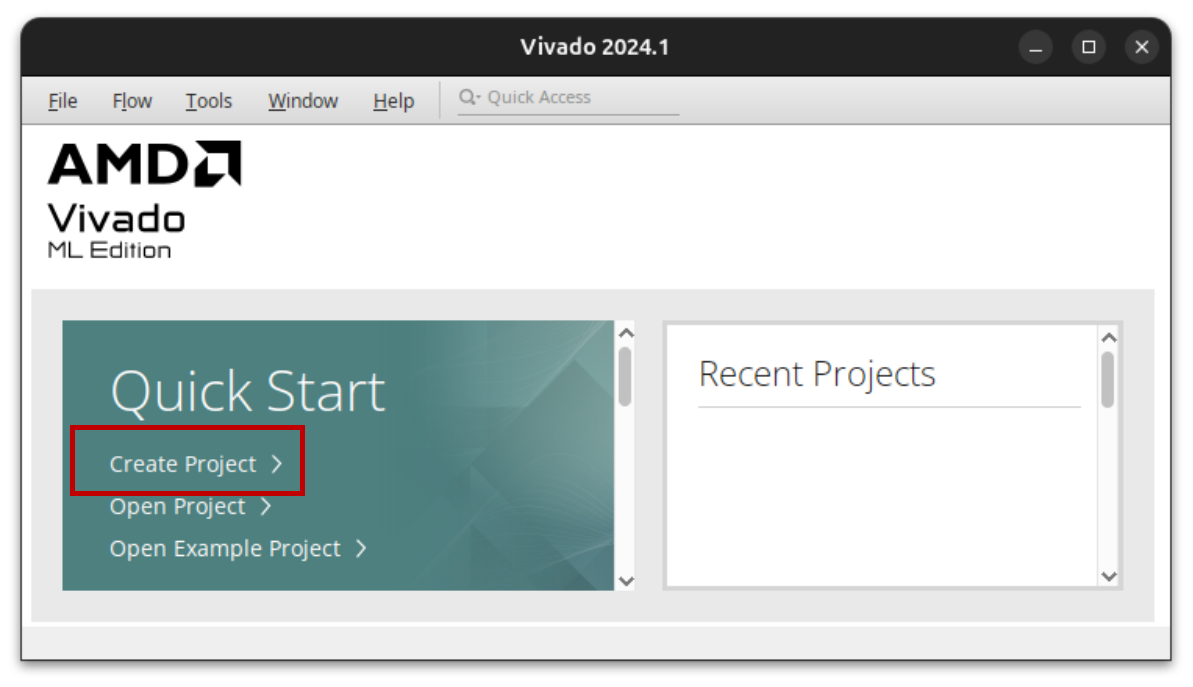 Vivado 2024.1
File Flow Tools Window Help Quick Access
AMD
Vivado
ML Edition
Quick Start
Create Project >
Open Project >
Open Example Project >
Recent Projects